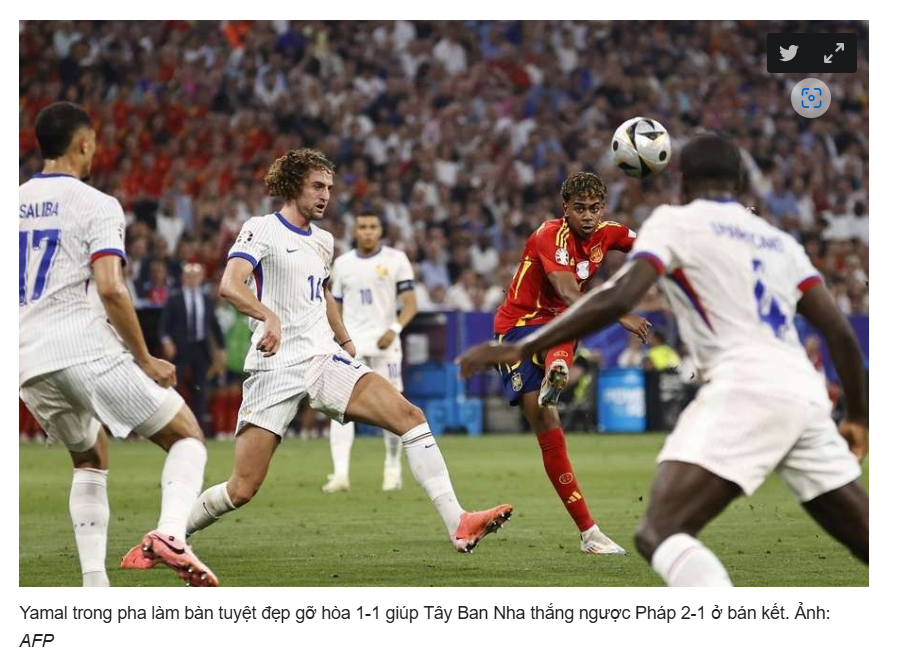 SALIBA
17
14
10
4
Yamal trong pha làm bàn tuyệt đẹp gỡ hòa 1-1 giúp Tây Ban Nha thắng ngược Pháp 2-1 ở bán kết. Ảnh:
AFP